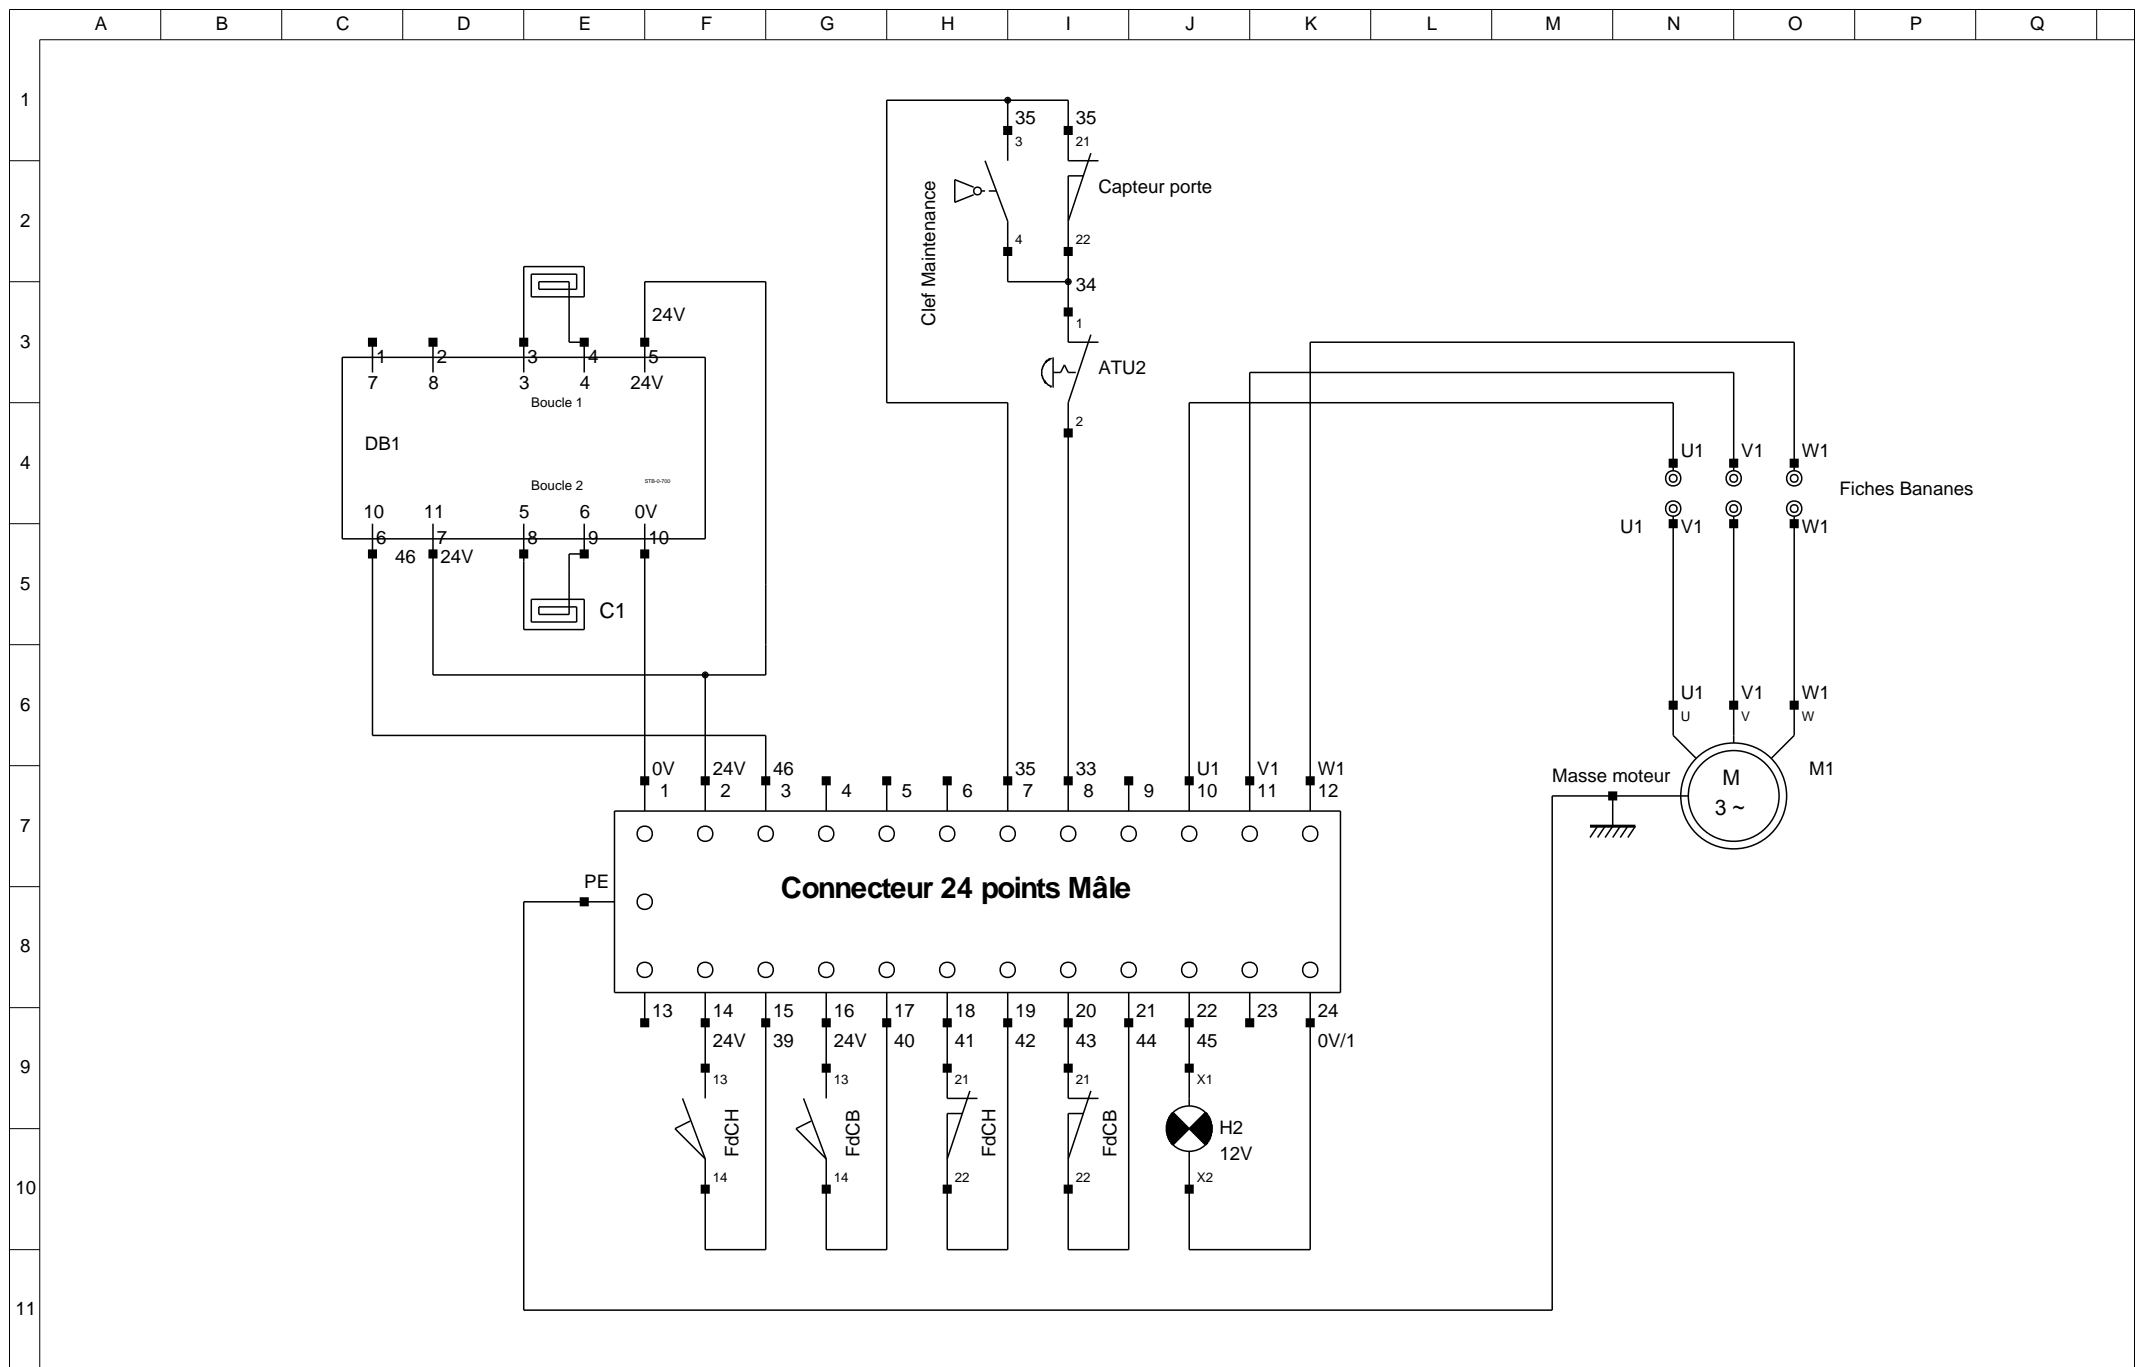 A B C D E F G H I J K L M N O P Q
1
35 35
3 21
Clef Maintenance
Capteur porte
2
4 22
34
24V
1
3
1 2 3 4 5
7 8 3 4 24V
ATU2
Boucle 1
2
DB1
4
U1 V1 W1
Boucle 2
STB-0-700
Fiches Bananes
10 11 5 6 0V
U1 V1 W1
6 7 8 9 10
46 24V
5
C1
6
U1 V1 W1
U V W
0V 24V 46 35 33 U1 V1 W1
M1
Masse moteur
M
3 ~
1 2 3 4 5 6 7 8 9 10 11 12
7
PE
Connecteur 24 points Mâle
8
13 14 15 16 17 18 19 20 21 22 23 24
24V 39 24V 40 41 42 43 44 45 0V/1
9
13 13 21 21 X1
FdCH FdCB FdCH FdCB H2
12V
14 14 22 22 X2
10
11